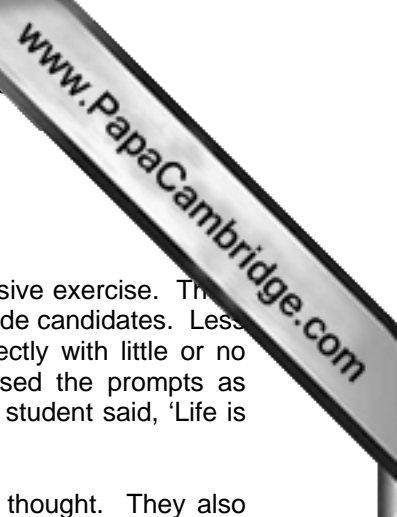 www.PapaCambridge.com
sive exercise. Th
de candidates. Less
ectly with little or no
sed the prompts as
student said, ‘Life is
thought. They also